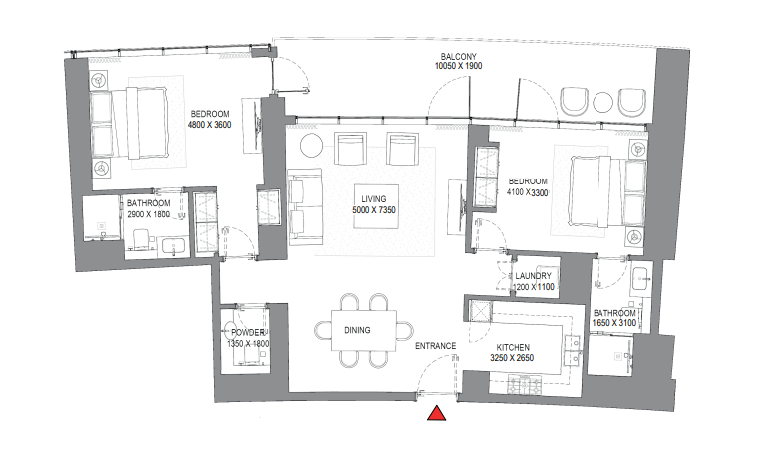 BALCONY
10050 X 1900
BEDROOM
4800 X 3600
BEDROOM
4100 X 3300
LIVING
5000 X 7350
BATHROOM
2900 X 1800
LAUNDRY
1200 X 1100
BATHROOM
1650 X 3100
POWDER
1350 X 1800
DINING
ENTRANCE
KITCHEN
3250 X 2650